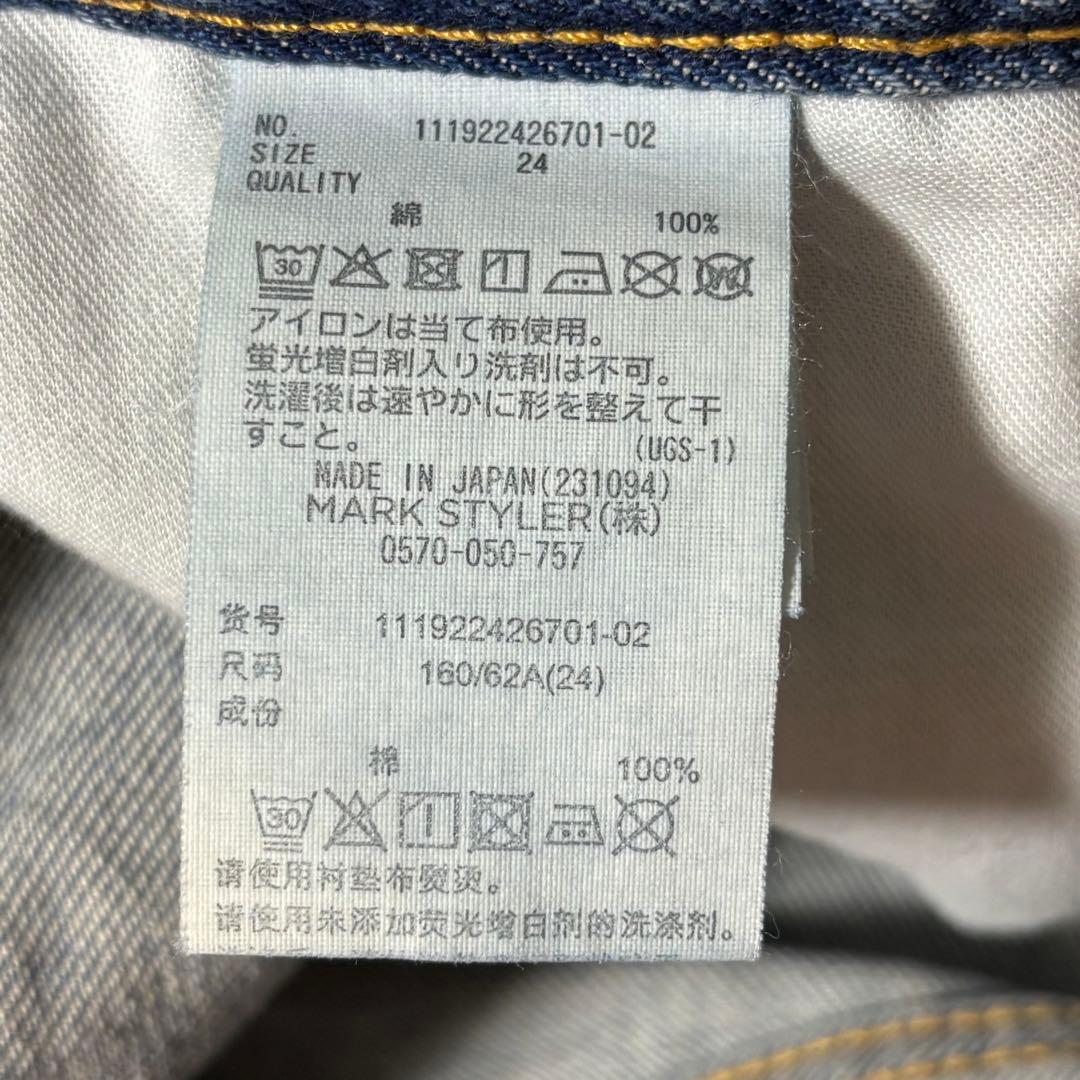 NO. 111922426701-02
SIZE 24
QUALITY
綿 100%
30
アイロンは当て布使用。
蛍光増白剤入り洗剤は不可。
洗濯後は速やかに形を整えて干
すこと。 (UGS-1)
MADE IN JAPAN(231094)
MARK STYLER(株)
0570-050-757
货号 111922426701-02
尺码 160/62A(24)
成份
棉 100%
30
请使用衬垫布熨烫。
请使用未添加荧光增白剂的洗涤剂。